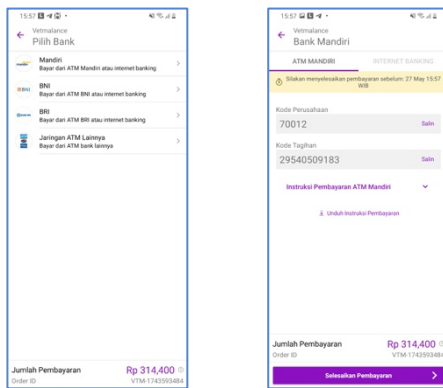 15:57
Vetmalance
Pilih Bank
mandiri
Mandiri
Bayar dari ATM Mandiri atau internet banking
BNI
BNI
Bayar dari ATM BNI atau internet banking
BRI
Bayar dari ATM BRI atau internet banking
Jaringan ATM Lainnya
Bayar dari ATM bank lainnya
Jumlah Pembayaran Rp 314,400
Order ID VTM-1743593484
15:57
Vetmalance
Bank Mandiri
ATM MANDIRI INTERNET BANKING
Silakan menyelesaikan pembayaran sebelum: 27 May 15:57
WIB
Kode Perusahaan
70012 Salin
Kode Tagihan
29540509183 Salin
Instruksi Pembayaran ATM Mandiri
Unduh Instruksi Pembayaran
Jumlah Pembayaran Rp 314,400
Order ID VTM-1743593484
Selesaikan Pembayaran